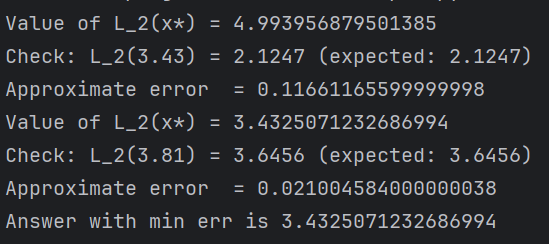 Value of L_2(x*) = 4.993956879501385
Check: L_2(3.43) = 2.1247 (expected: 2.1247)
Approximate error  = 0.11661165599999998
Value of L_2(x*) = 3.4325071232686994
Check: L_2(3.81) = 3.6456 (expected: 3.6456)
Approximate error  = 0.021004584000000038
Answer with min err is 3.4325071232686994